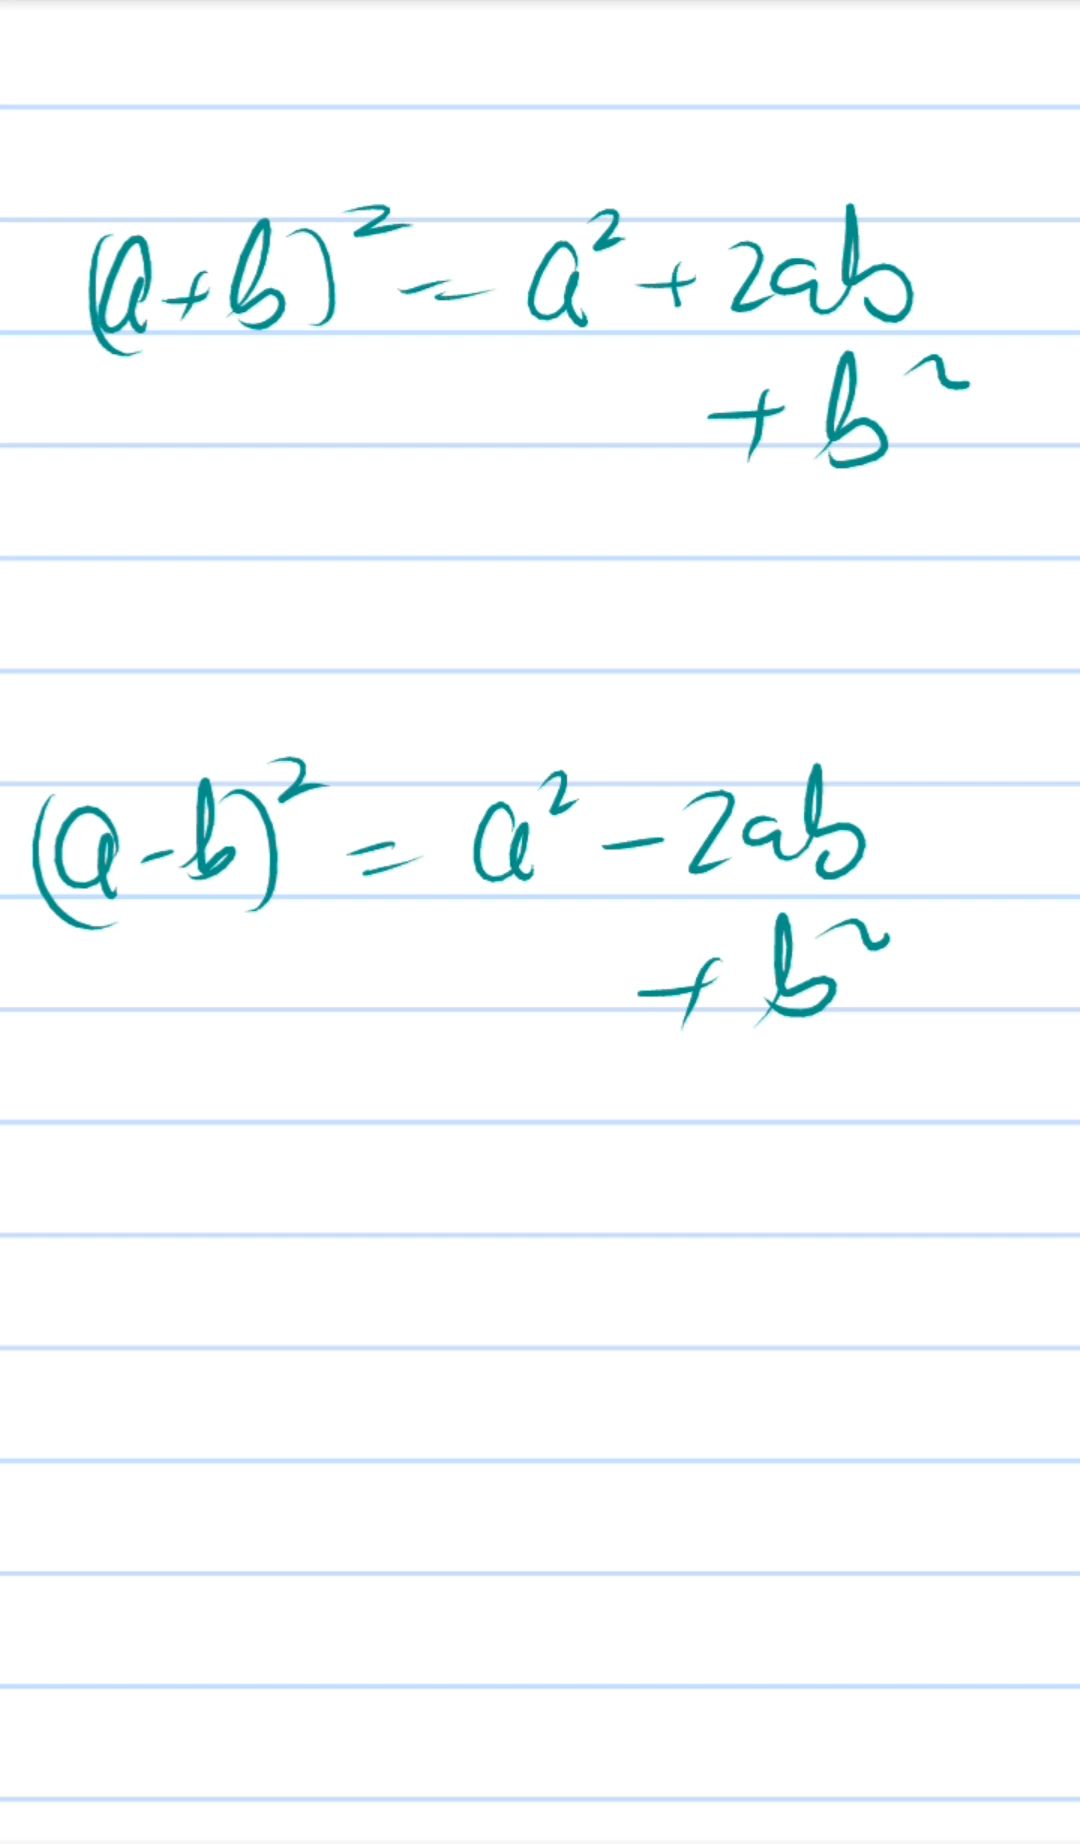 (a+b)² = a² + 2ab
+ b²
(a-b)² = a² - 2ab
+ b²